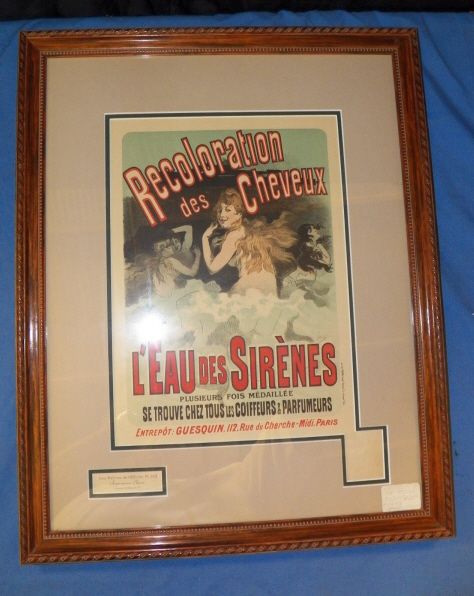 Recoloration
des Cheveux
L'EAU DES SIRÈNES
PLUSIEURS FOIS MÉDAILLÉE
SE TROUVE CHEZ TOUS LES COIFFEURS & PARFUMEURS
ENTREPÔT: GUESQUIN, 112, Rue du Cherche-Midi, PARIS